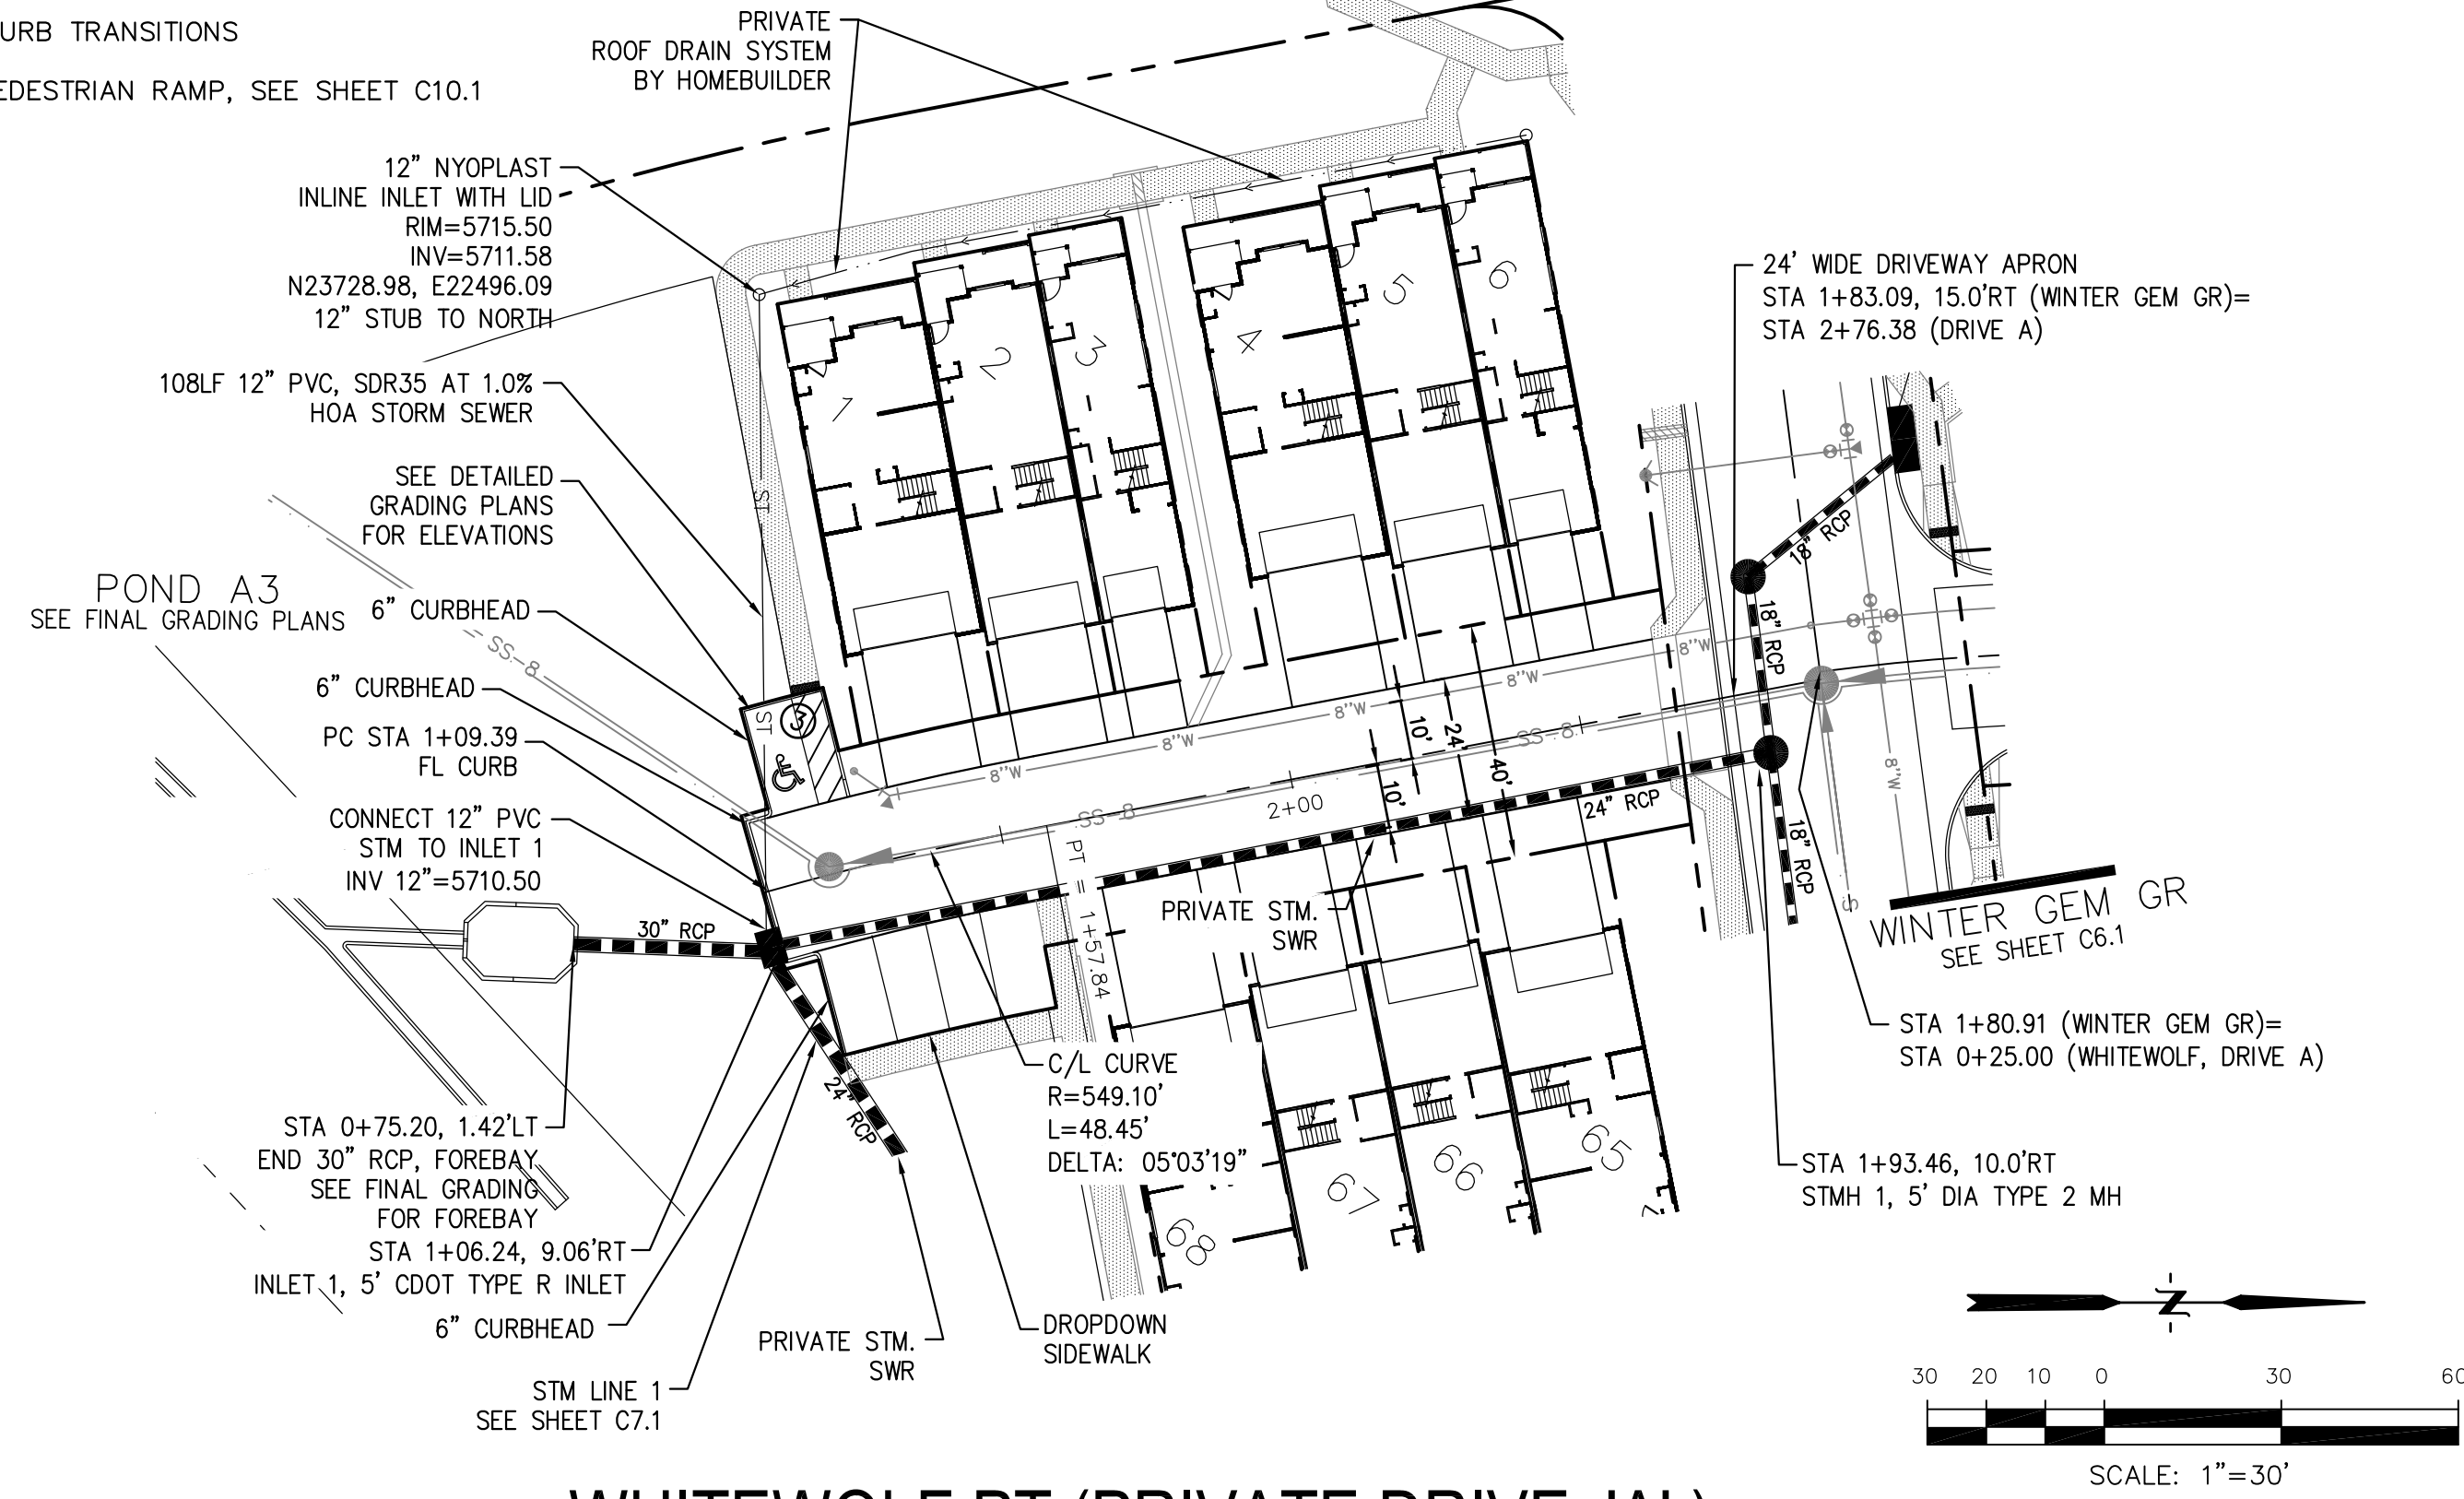 URB TRANSITIONS
EDESTRIAN RAMP, SEE SHEET C10.1
PRIVATE
ROOF DRAIN SYSTEM
BY HOMEBUILDER
12" NYOPLAST
INLINE INLET WITH LID
RIM=5715.50
INV=5711.58
N23728.98, E22496.09
12" STUB TO NORTH
108LF 12" PVC, SDR35 AT 1.0%
HOA STORM SEWER
SEE DETAILED
GRADING PLANS
FOR ELEVATIONS
POND A3
SEE FINAL GRADING PLANS
6" CURBHEAD
6" CURBHEAD
PC STA 1+09.39
FL CURB
CONNECT 12" PVC
STM TO INLET 1
INV 12"=5710.50
30" RCP
STA 0+75.20, 1.42'LT
END 30" RCP, FOREBAY
SEE FINAL GRADING
FOR FOREBAY
STA 1+06.24, 9.06'RT
INLET 1, 5' CDOT TYPE R INLET
6" CURBHEAD
STM LINE 1
SEE SHEET C7.1
PRIVATE STM.
SWR
DROPDOWN
SIDEWALK
C/L CURVE
R=549.10'
L=48.45'
DELTA: 05°03'19"
24" RCP
PT = 1+57.84
PRIVATE STM.
SWR
24" RCP
2+00
SS-8
SS-8
SS-8
8"W
8"W
8"W
8"W
8"W
8"W
10'
24'
40'
10'
ST
ST
1
2
3
4
5
6
68
67
66
65
18" RCP
18" RCP
18" RCP
S
24' WIDE DRIVEWAY APRON
STA 1+83.09, 15.0'RT (WINTER GEM GR)=
STA 2+76.38 (DRIVE A)
WINTER GEM GR
SEE SHEET C6.1
STA 1+80.91 (WINTER GEM GR)=
STA 0+25.00 (WHITEWOLF, DRIVE A)
STA 1+93.46, 10.0'RT
STMH 1, 5' DIA TYPE 2 MH
N
30 20 10 0 30 60
SCALE: 1"=30'
WHITEWOLF PT (PRIVATE DRIVE 'A')